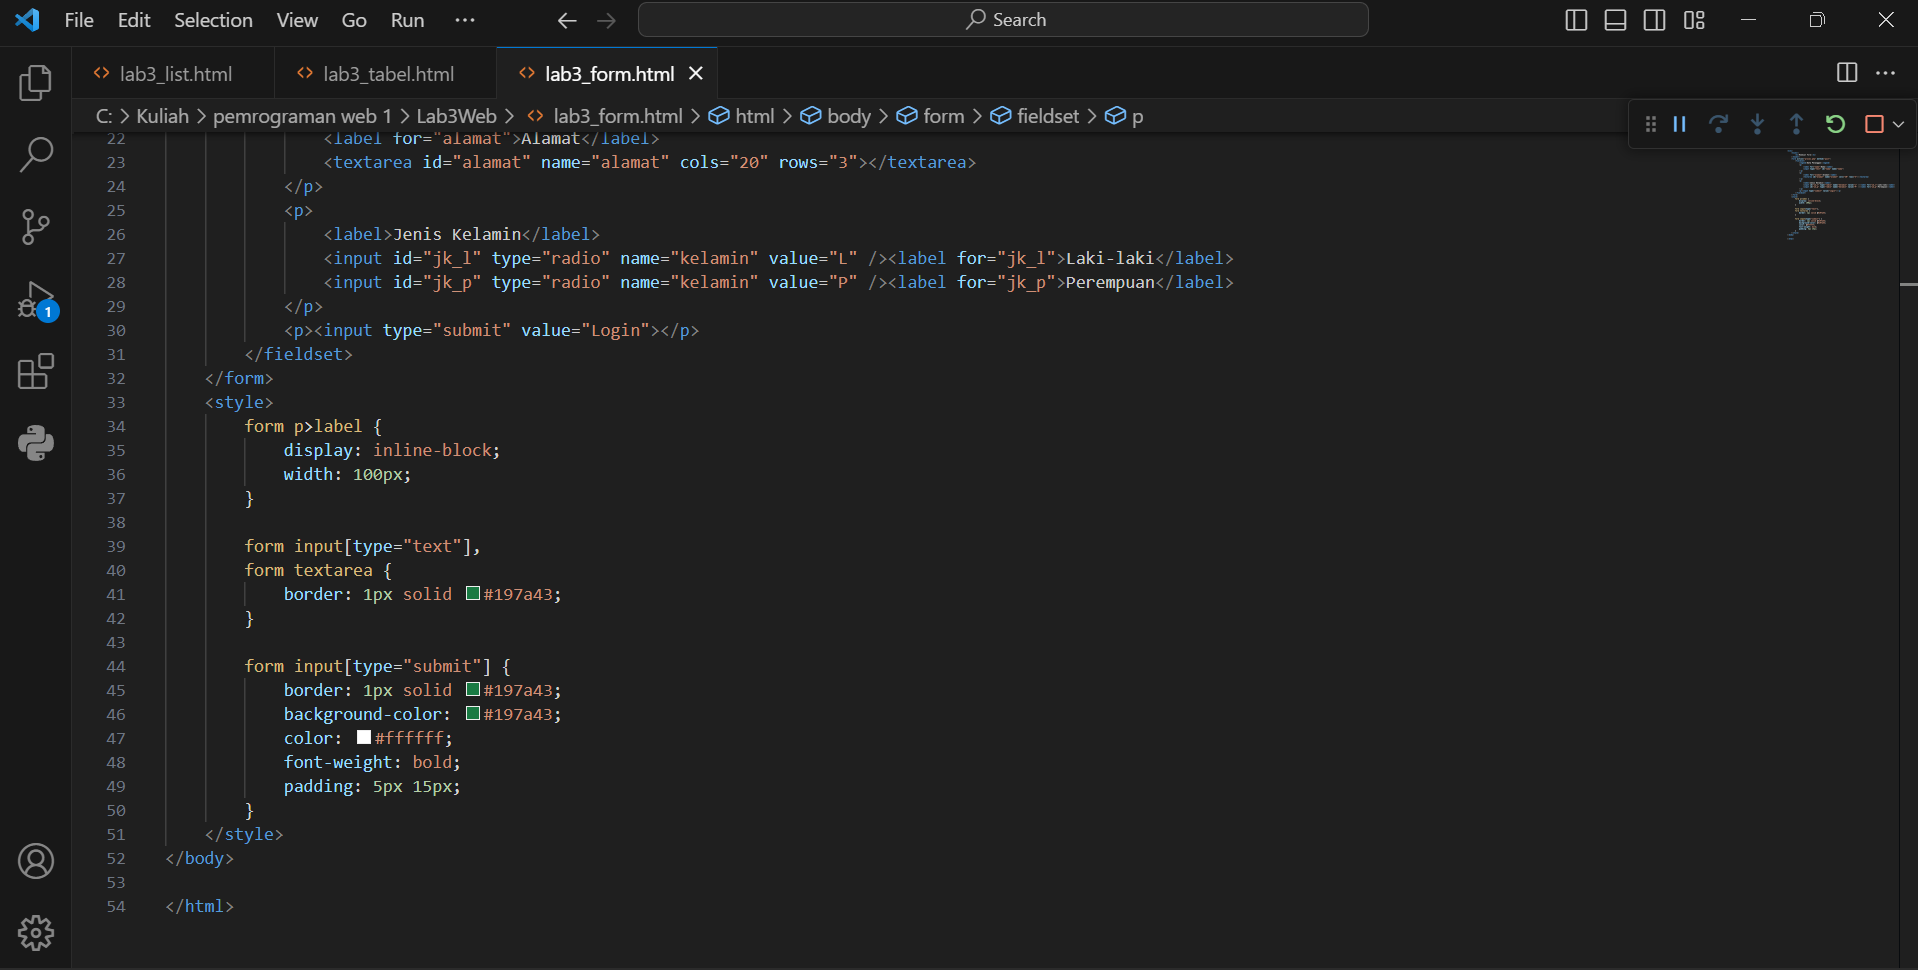 File Edit Selection View Go Run ··· Search
lab3_list.html lab3_tabel.html lab3_form.html
C: > Kuliah > pemrograman web 1 > Lab3Web > lab3_form.html > html > body > form > fieldset > p
22 <label for="alamat">Alamat</label>
23 <textarea id="alamat" name="alamat" cols="20" rows="3"></textarea>
24 </p>
25 <p>
26 <label>Jenis Kelamin</label>
27 <input id="jk_l" type="radio" name="kelamin" value="L" /><label for="jk_l">Laki-laki</label>
28 <input id="jk_p" type="radio" name="kelamin" value="P" /><label for="jk_p">Perempuan</label>
29 </p>
30 <p><input type="submit" value="Login"></p>
31 </fieldset>
32 </form>
33 <style>
34 form p>label {
35 display: inline-block;
36 width: 100px;
37 }
38
39 form input[type="text"],
40 form textarea {
41 border: 1px solid #197a43;
42 }
43
44 form input[type="submit"] {
45 border: 1px solid #197a43;
46 background-color: #197a43;
47 color: #ffffff;
48 font-weight: bold;
49 padding: 5px 15px;
50 }
51 </style>
52 </body>
53
54 </html>
1